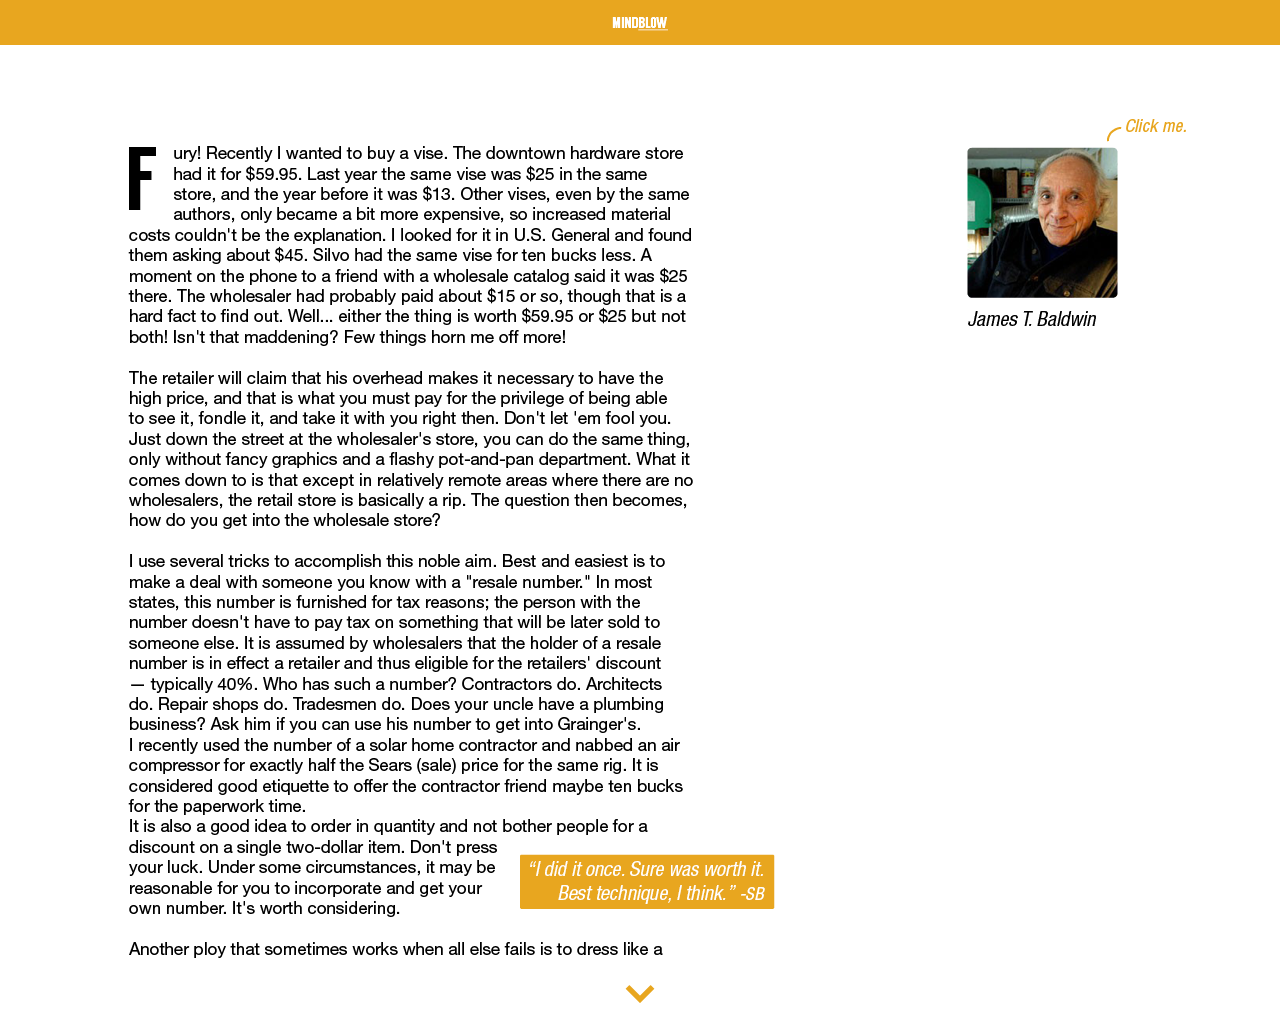 MINDBLOW
Click me.
James T. Baldwin
Fury! Recently I wanted to buy a vise. The downtown hardware store
had it for $59.95. Last year the same vise was $25 in the same
store, and the year before it was $13. Other vises, even by the same
authors, only became a bit more expensive, so increased material
costs couldn't be the explanation. I looked for it in U.S. General and found
them asking about $45. Silvo had the same vise for ten bucks less. A
moment on the phone to a friend with a wholesale catalog said it was $25
there. The wholesaler had probably paid about $15 or so, though that is a
hard fact to find out. Well... either the thing is worth $59.95 or $25 but not
both! Isn't that maddening? Few things horn me off more!
The retailer will claim that his overhead makes it necessary to have the
high price, and that is what you must pay for the privilege of being able
to see it, fondle it, and take it with you right then. Don't let 'em fool you.
Just down the street at the wholesaler's store, you can do the same thing,
only without fancy graphics and a flashy pot-and-pan department. What it
comes down to is that except in relatively remote areas where there are no
wholesalers, the retail store is basically a rip. The question then becomes,
how do you get into the wholesale store?
I use several tricks to accomplish this noble aim. Best and easiest is to
make a deal with someone you know with a "resale number." In most
states, this number is furnished for tax reasons; the person with the
number doesn't have to pay tax on something that will be later sold to
someone else. It is assumed by wholesalers that the holder of a resale
number is in effect a retailer and thus eligible for the retailers' discount
— typically 40%. Who has such a number? Contractors do. Architects
do. Repair shops do. Tradesmen do. Does your uncle have a plumbing
business? Ask him if you can use his number to get into Grainger's.
I recently used the number of a solar home contractor and nabbed an air
compressor for exactly half the Sears (sale) price for the same rig. It is
considered good etiquette to offer the contractor friend maybe ten bucks
for the paperwork time.
It is also a good idea to order in quantity and not bother people for a
discount on a single two-dollar item. Don't press
your luck. Under some circumstances, it may be
reasonable for you to incorporate and get your
own number. It's worth considering.
“I did it once. Sure was worth it.
Best technique, I think.” -SB
Another ploy that sometimes works when all else fails is to dress like a